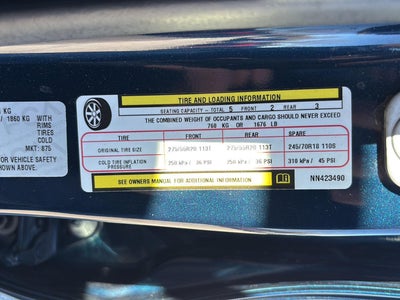 KG
/ 1860 KG
WITH
RIMS
TIRES
COLD
MKT: 875
OR VEHICLE SAFETY
SHOWN ABOVE.
TIRE AND LOADING INFORMATION
SEATING CAPACITY - TOTAL 5 FRONT 2 REAR 3
THE COMBINED WEIGHT OF OCCUPANTS AND CARGO SHOULD NEVER EXCEED
760 KG OR 1676 LB
TIRE FRONT REAR SPARE
ORIGINAL TIRE SIZE 275/55R20 113T 275/55R20 113T 245/70R18 110S
COLD TIRE INFLATION PRESSURE 250 kPa / 36 PSI 250 kPa / 36 PSI 310 kPa / 45 PSI
SEE OWNERS MANUAL FOR ADDITIONAL INFORMATION NN423490